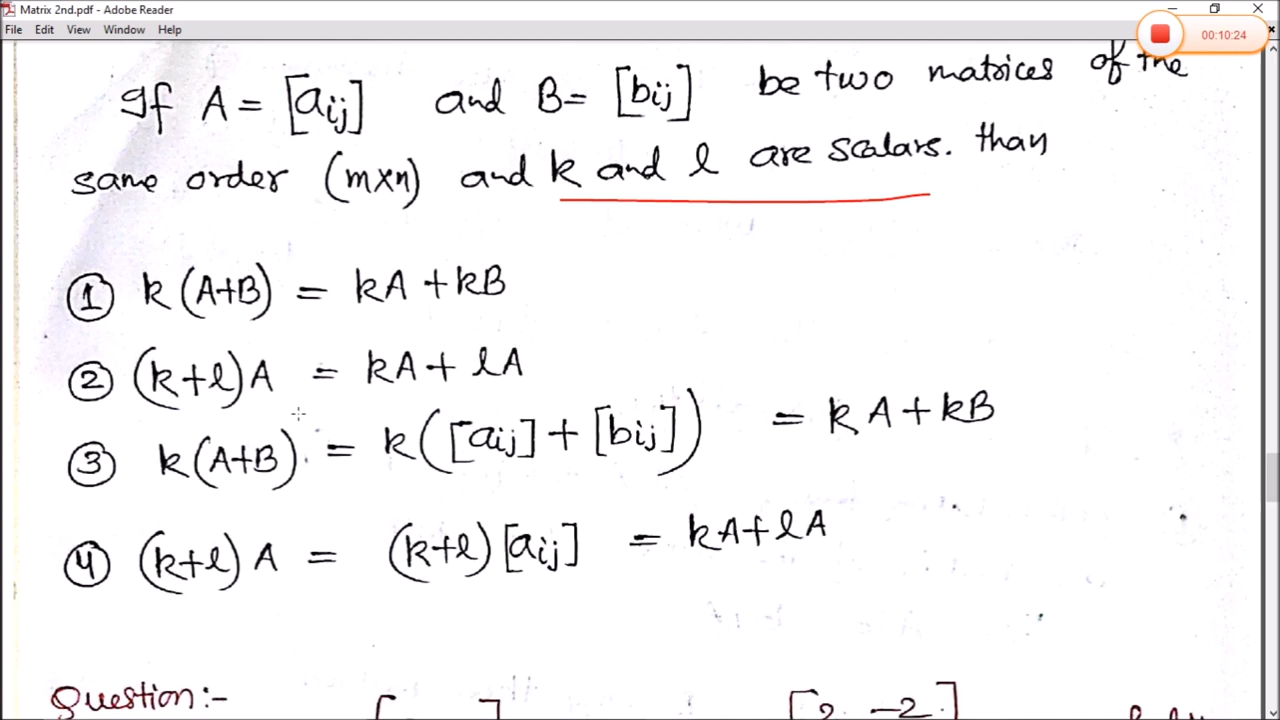 Matrix 2nd.pdf - Adobe Reader
File Edit View Window Help
00:10:24
If A = [aij] and B = [bij] be two matrices of the
same order (m×n) and k and l are scalars. than
① k(A+B) = kA + kB
② (k+l)A = kA + lA
③ k(A+B) = k([aij] + [bij]) = kA + kB
④ (k+l)A = (k+l)[aij] = kA + lA
Question:-
[2 -2